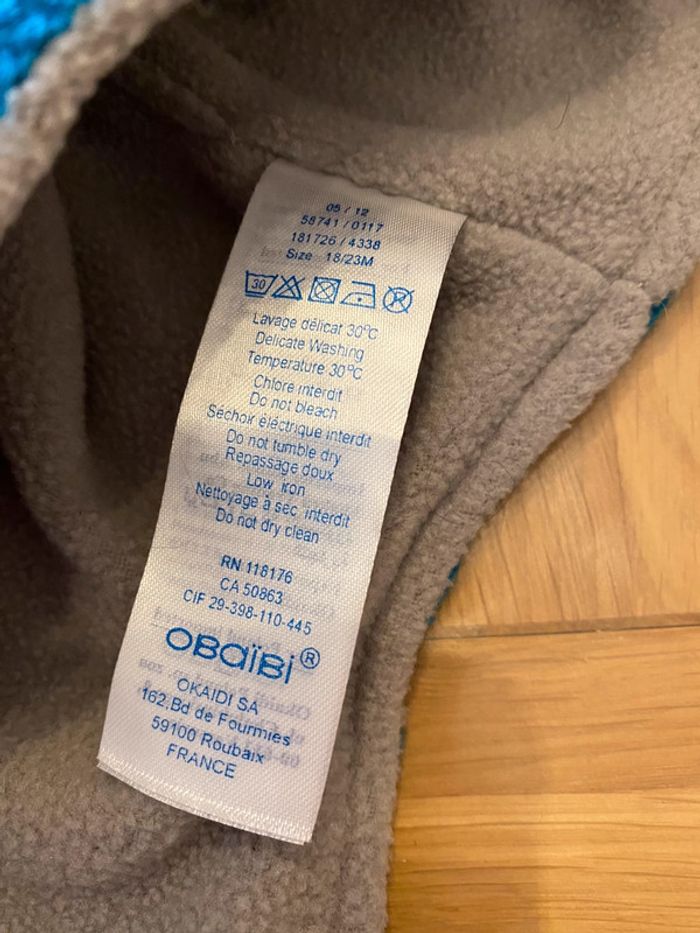 05 / 12
58741 / 0117
181726 / 4338
Size 18/23M
30 P
Lavage délicat 30°C
Delicate Washing
Temperature 30°C
Chlore interdit
Do not bleach
Séchoir éléctrique interdit
Do not tumble dry
Repassage doux
Low iron
Nettoyage à sec interdit
Do not dry clean
RN 118176
CA 50863
CIF 29-398-110-445
OBaïBi®
OKAIDI SA
162,Bd de Fourmies
59100 Roubaix
FRANCE